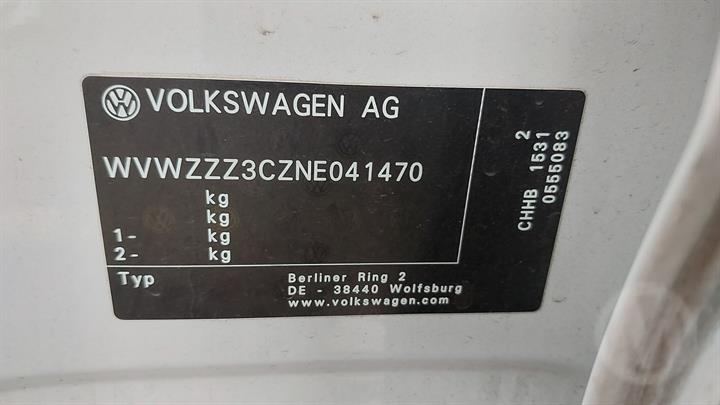 VOLKSWAGEN AG
WVWZZZ3CZNE041470
kg
kg
1- kg
2- kg
Typ
Berliner Ring 2
DE - 38440 Wolfsburg
www.volkswagen.com
2
CHHB 1531
0555083